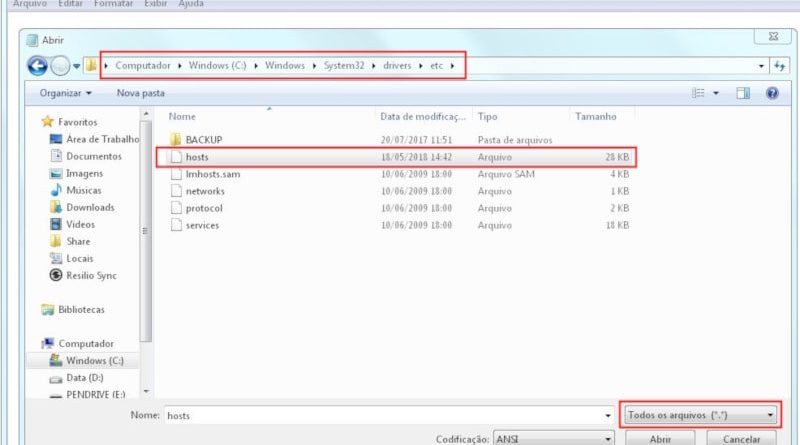 Arquivo Editar Formatar Exibir Ajuda
Abrir
Computador Windows (C:) Windows System32 drivers etc
Organizar Nova pasta
Nome Data de modificaç... Tipo Tamanho
Favoritos
Área de Trabalho
Documentos
Imagens
Músicas
Downloads
Vídeos
Share
Locais
Resilio Sync
Bibliotecas
Computador
Windows (C:)
Data (D:)
PENDRIVE (E:)
BACKUP 20/07/2017 11:51 Pasta de arquivos
hosts 18/05/2018 14:42 Arquivo 28 KB
lmhosts.sam 10/06/2009 18:00 Arquivo SAM 4 KB
networks 10/06/2009 18:00 Arquivo 1 KB
protocol 10/06/2009 18:00 Arquivo 2 KB
services 10/06/2009 18:00 Arquivo 18 KB
Nome: hosts Todos os arquivos (*.*)
Codificação: ANSI Abrir Cancelar